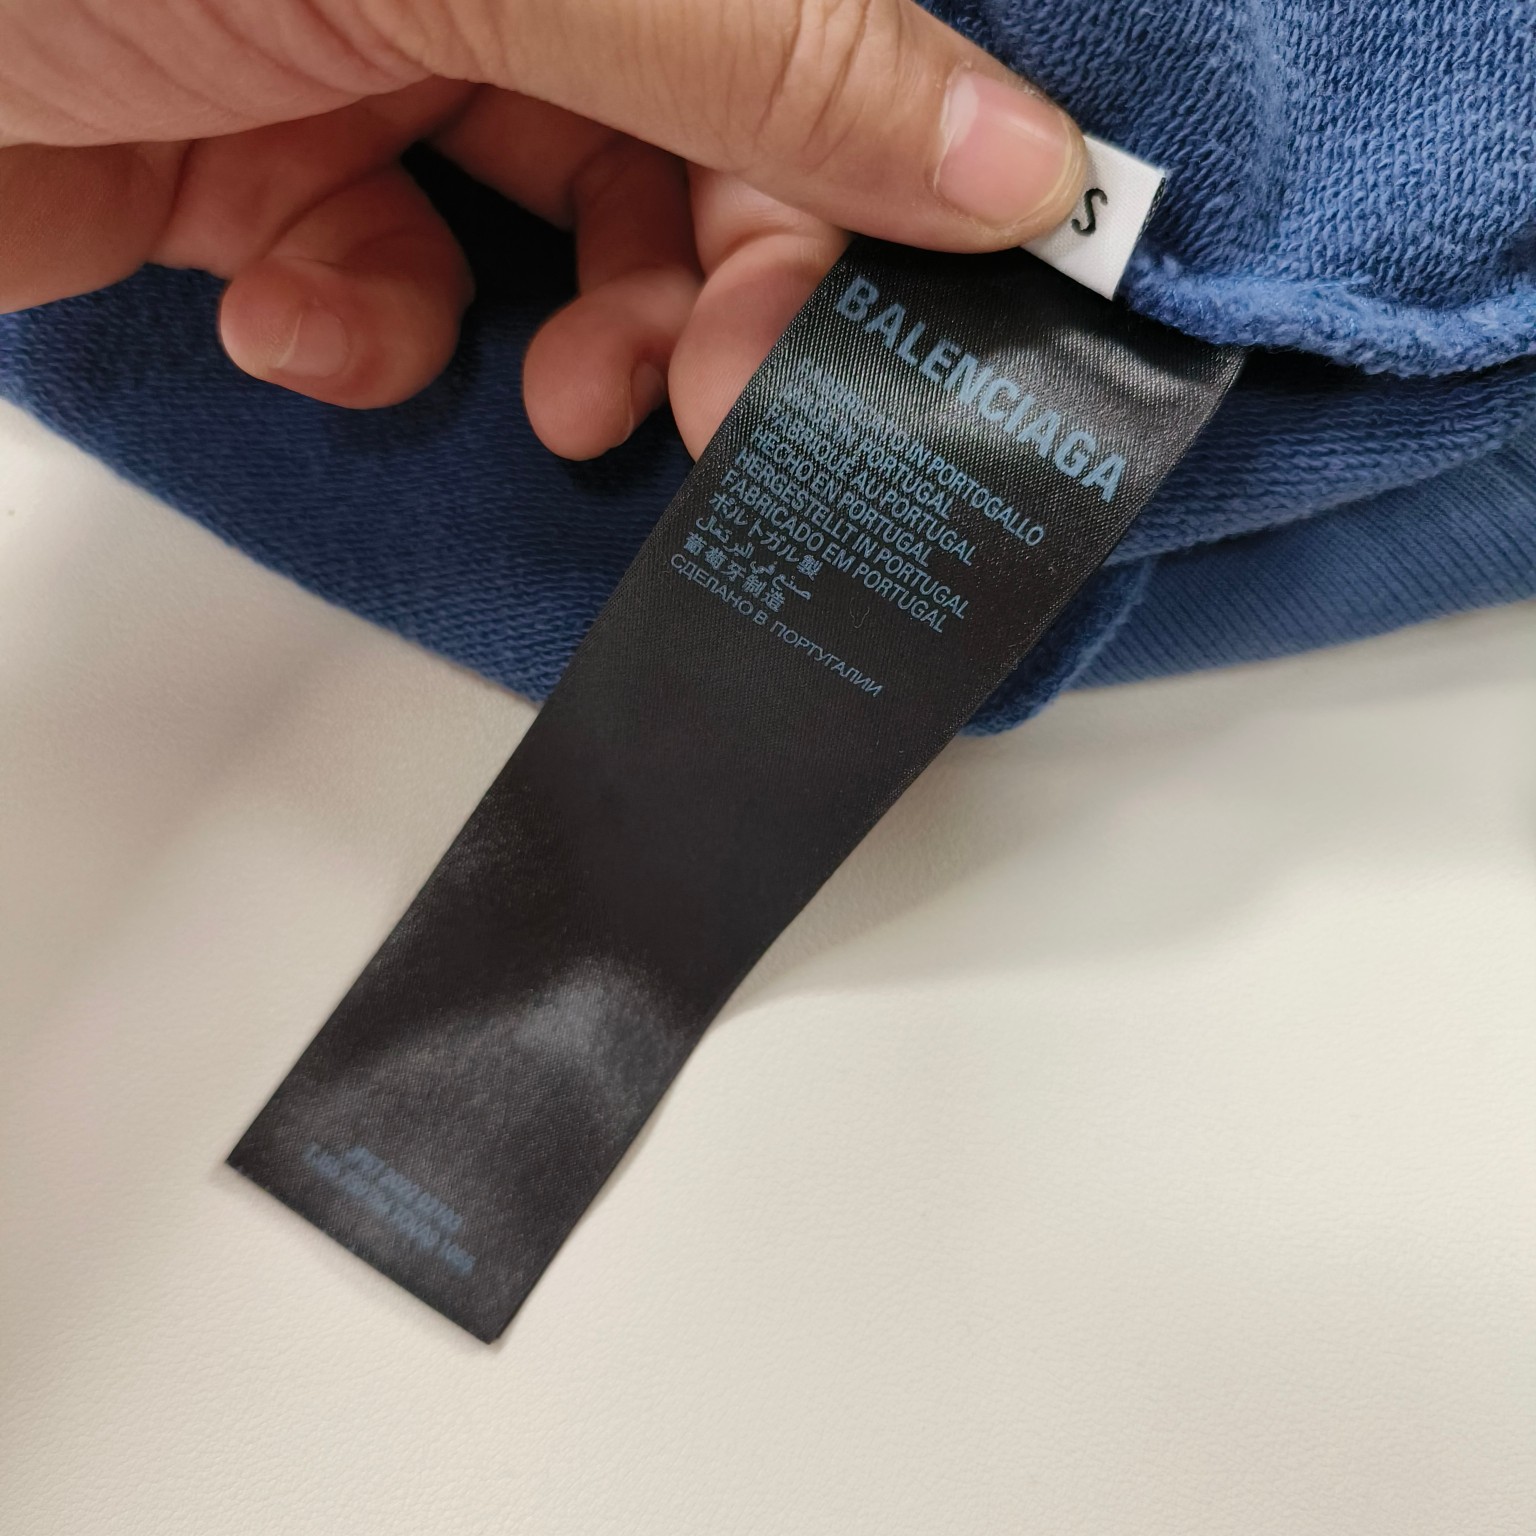 S
BALENCIAGA
FABBRICATO IN PORTOGALLO
MADE IN PORTUGAL
FABRIQUE AU PORTUGAL
HECHO EN PORTUGAL
HERGESTELLT IN PORTUGAL
FABRICADO EM PORTUGAL
ポルトガル製
صنع في البرتغال
葡萄牙制造
СДЕЛАНО В ПОРТУГАЛИИ